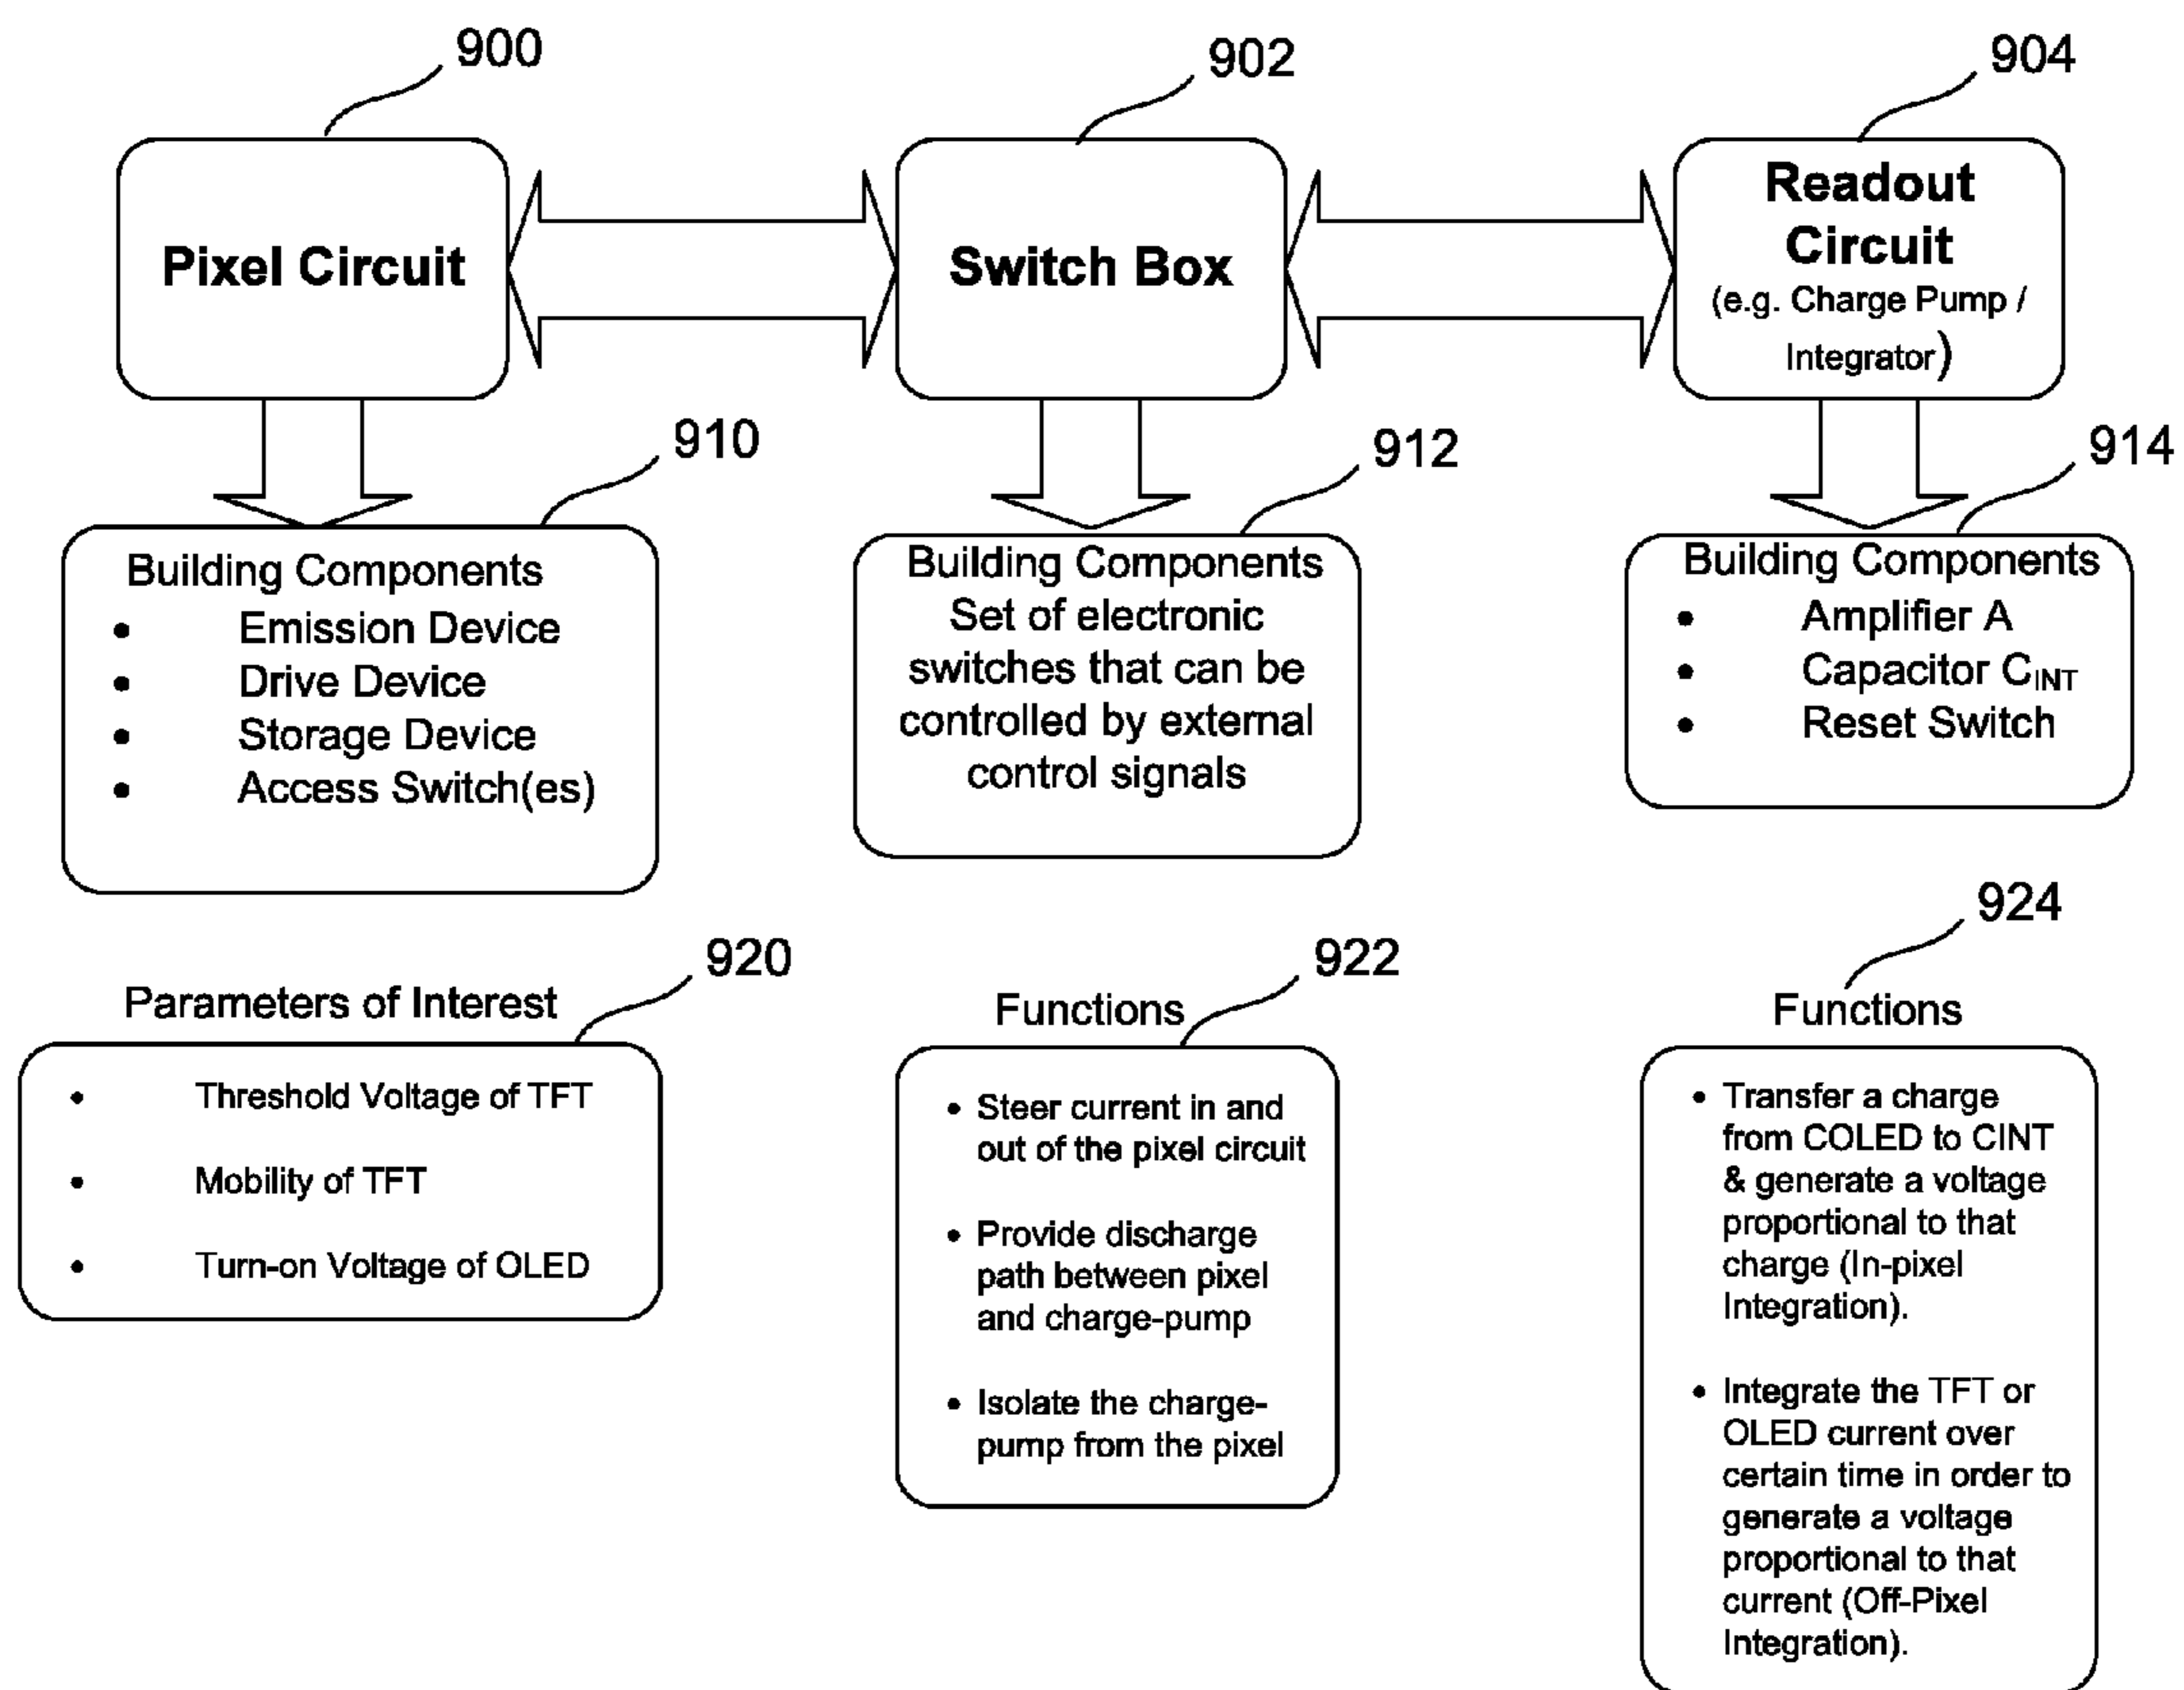 900
902
904
Pixel Circuit
Switch Box
Readout
Circuit
(e.g. Charge Pump /
Integrator)
910
912
914
Building Components
• Emission Device
• Drive Device
• Storage Device
• Access Switch(es)
Building Components
Set of electronic
switches that can be
controlled by external
control signals
Building Components
• Amplifier A
• Capacitor CINT
• Reset Switch
920
922
924
Parameters of Interest
• Threshold Voltage of TFT
• Mobility of TFT
• Turn-on Voltage of OLED
Functions
• Steer current in and
out of the pixel circuit
• Provide discharge
path between pixel
and charge-pump
• Isolate the charge-
pump from the pixel
Functions
• Transfer a charge
from COLED to CINT
& generate a voltage
proportional to that
charge (In-pixel
Integration).
• Integrate the TFT or
OLED current over
certain time in order to
generate a voltage
proportional to that
current (Off-Pixel
Integration).